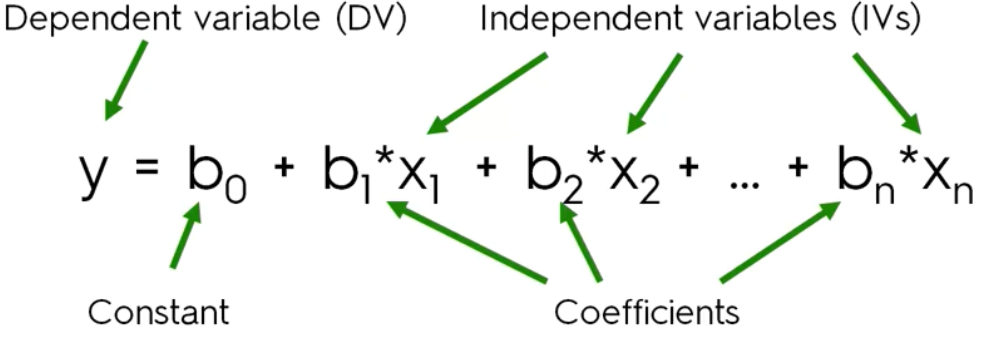 Dependent variable (DV) Independent variables (IVs)
y = b₀ + b₁*x₁ + b₂*x₂ + ... + bₙ*xₙ
Constant Coefficients